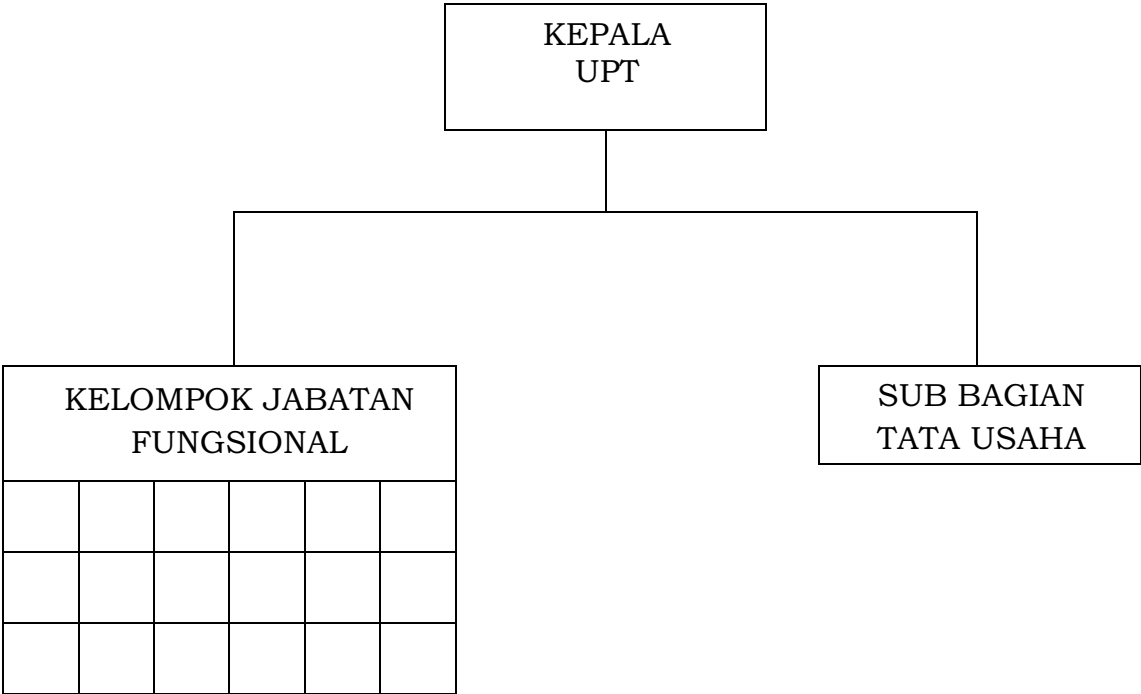 KEPALA
UPT
KELOMPOK JABATAN
FUNGSIONAL
SUB BAGIAN
TATA USAHA